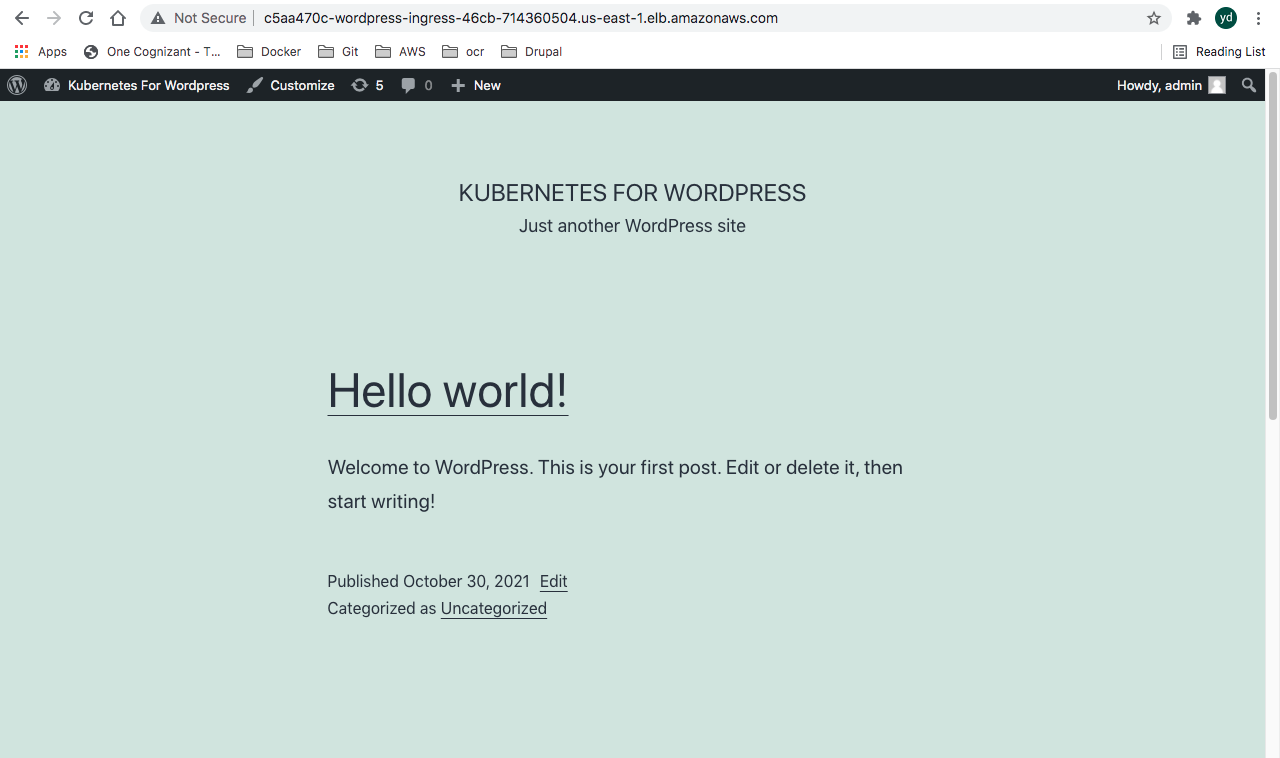 Not Secure c5aa470c-wordpress-ingress-46cb-714360504.us-east-1.elb.amazonaws.com yd
Apps One Cognizant - T... Docker Git AWS ocr Drupal Reading List
Kubernetes For Wordpress Customize 5 0 New Howdy, admin
KUBERNETES FOR WORDPRESS
Just another WordPress site
Hello world!
Welcome to WordPress. This is your first post. Edit or delete it, then
start writing!
Published October 30, 2021 Edit
Categorized as Uncategorized